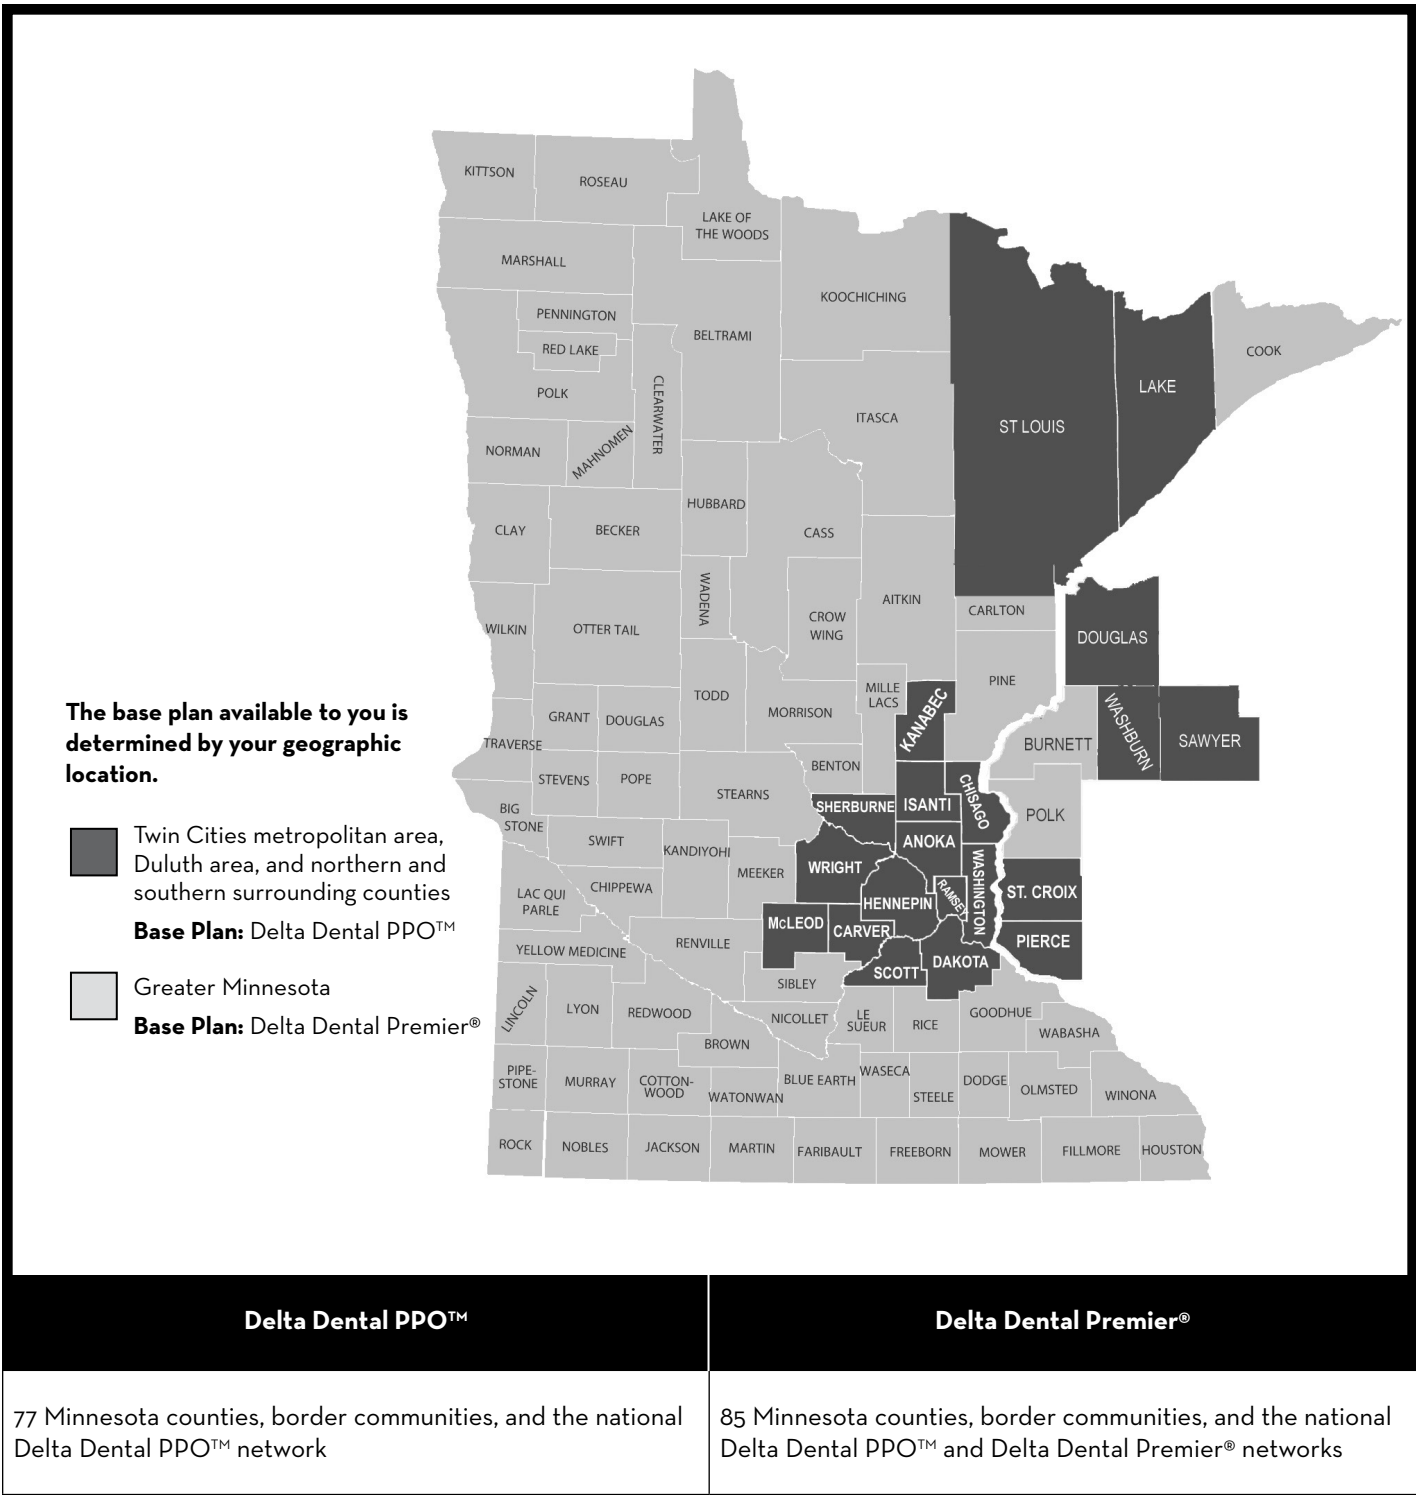 KITTSON
ROSEAU
LAKE OF
THE WOODS
MARSHALL
KOOCHICHING
PENNINGTON
RED LAKE
BELTRAMI
COOK
LAKE
POLK
CLEARWATER
ITASCA
ST LOUIS
NORMAN
MAHNOMEN
HUBBARD
CLAY
BECKER
CASS
WADENA
AITKIN
CARLTON
CROW
WING
WILKIN
OTTER TAIL
DOUGLAS
PINE
MILLE
LACS
TODD
KANABEC
GRANT
DOUGLAS
MORRISON
WASHBURN
SAWYER
TRAVERSE
BURNETT
BENTON
STEVENS
POPE
STEARNS
CHISAGO
BIG
STONE
SHERBURNE
ISANTI
POLK
SWIFT
KANDIYOHI
ANOKA
WRIGHT
MEEKER
WASHINGTON
LAC QUI
PARLE
CHIPPEWA
RAMSEY
HENNEPIN
ST. CROIX
McLEOD
CARVER
PIERCE
YELLOW MEDICINE
RENVILLE
SCOTT
DAKOTA
SIBLEY
LINCOLN
LYON
REDWOOD
NICOLLET
LE
SUEUR
RICE
GOODHUE
WABASHA
BROWN
PIPE-
STONE
MURRAY
COTTON-
WOOD
WATONWAN
BLUE EARTH
WASECA
STEELE
DODGE
OLMSTED
WINONA
ROCK
NOBLES
JACKSON
MARTIN
FARIBAULT
FREEBORN
MOWER
FILLMORE
HOUSTON
The base plan available to you is
determined by your geographic
location.
Twin Cities metropolitan area,
Duluth area, and northern and
southern surrounding counties
Base Plan: Delta Dental PPO™
Greater Minnesota
Base Plan: Delta Dental Premier®
Delta Dental PPO™
Delta Dental Premier®
77 Minnesota counties, border communities, and the national
Delta Dental PPO™ network
85 Minnesota counties, border communities, and the national
Delta Dental PPO™ and Delta Dental Premier® networks